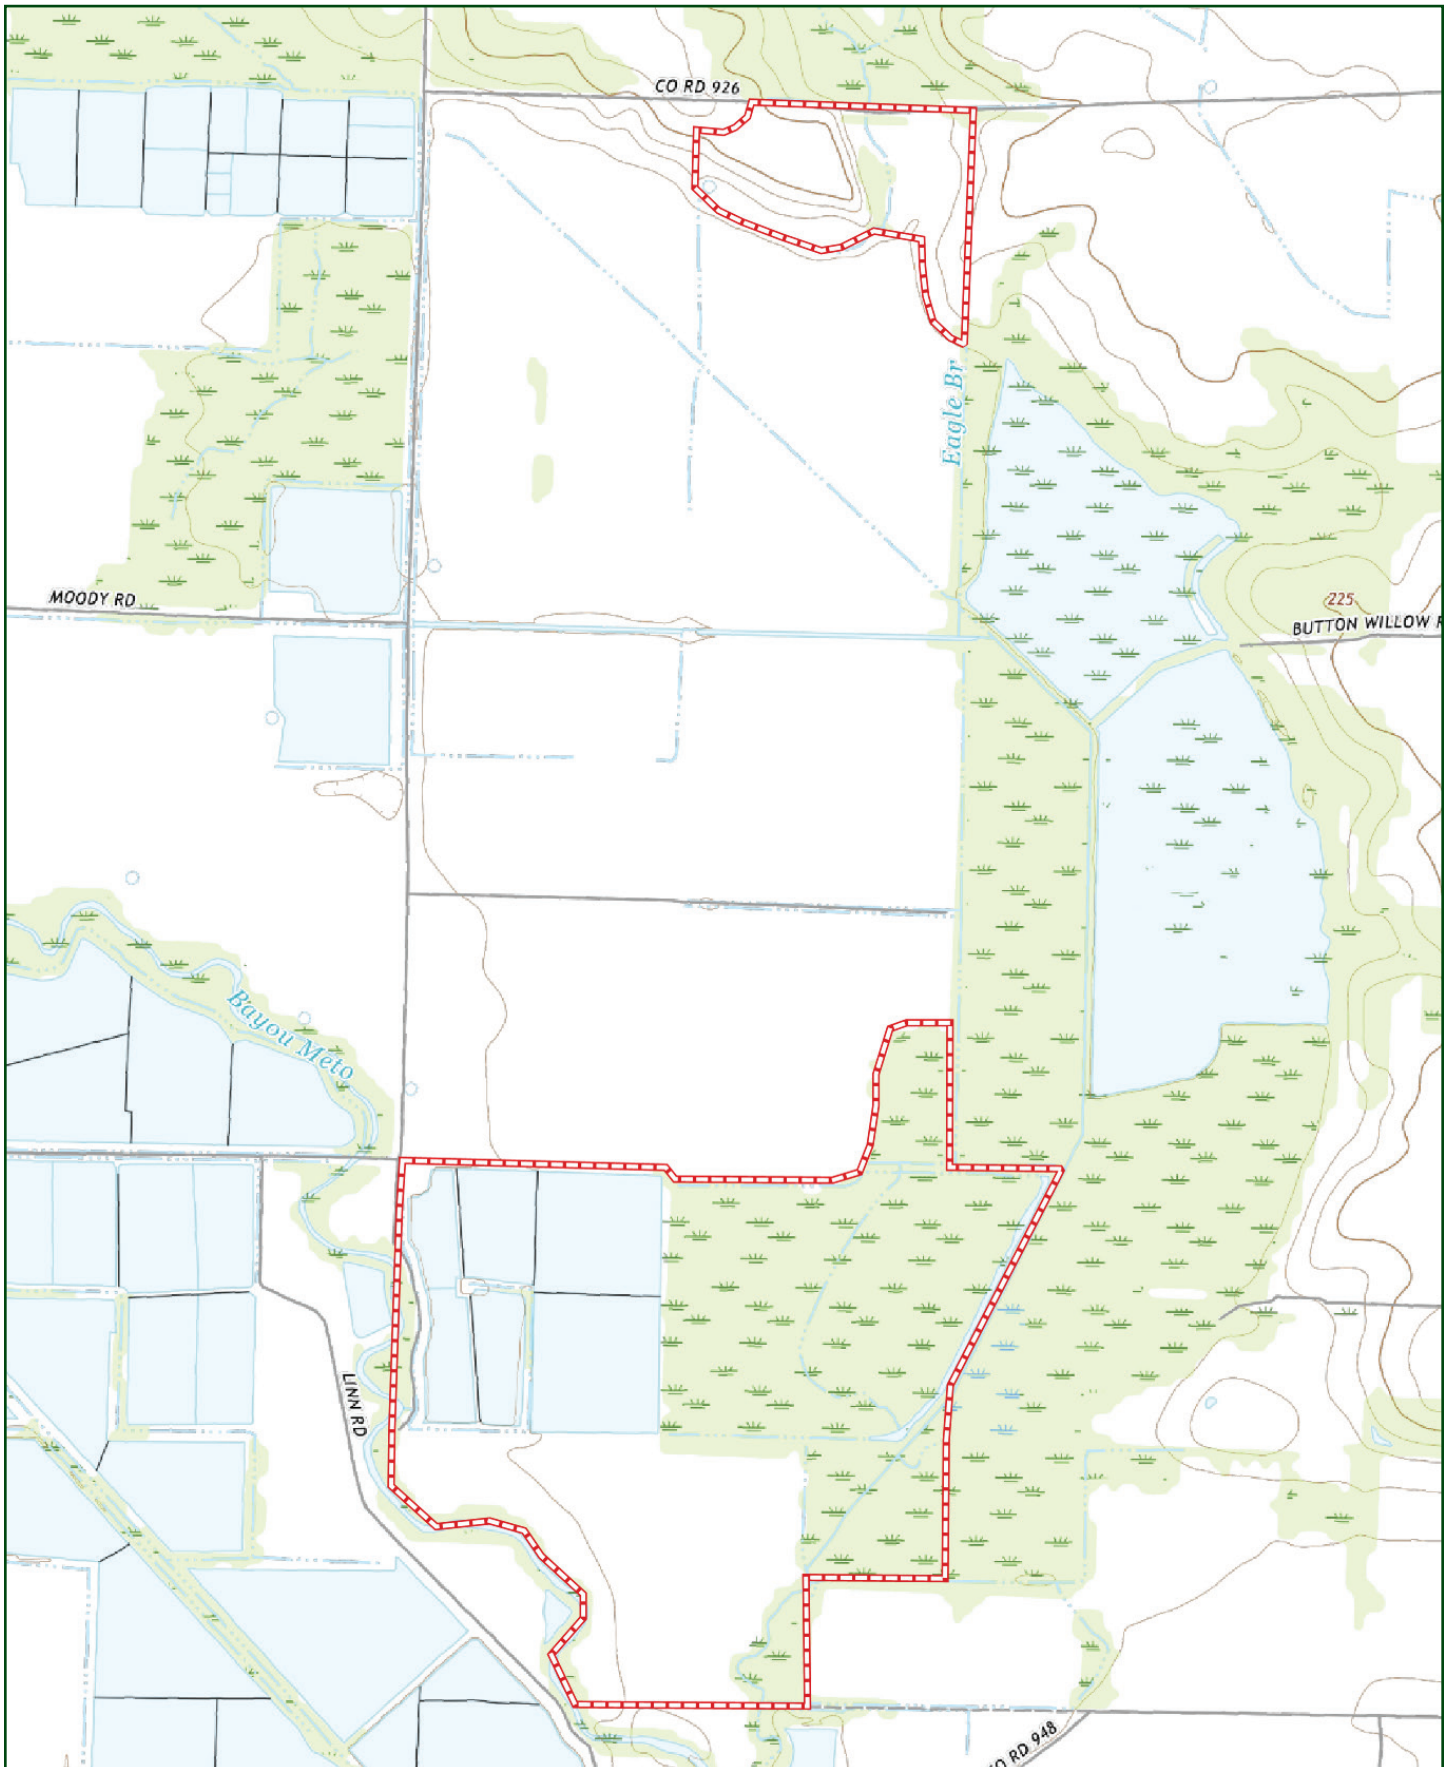 CO RD 926
Eagle Br
MOODY RD
225
BUTTON WILLOW R
Bayou Meto
LINN RD
O RD 948